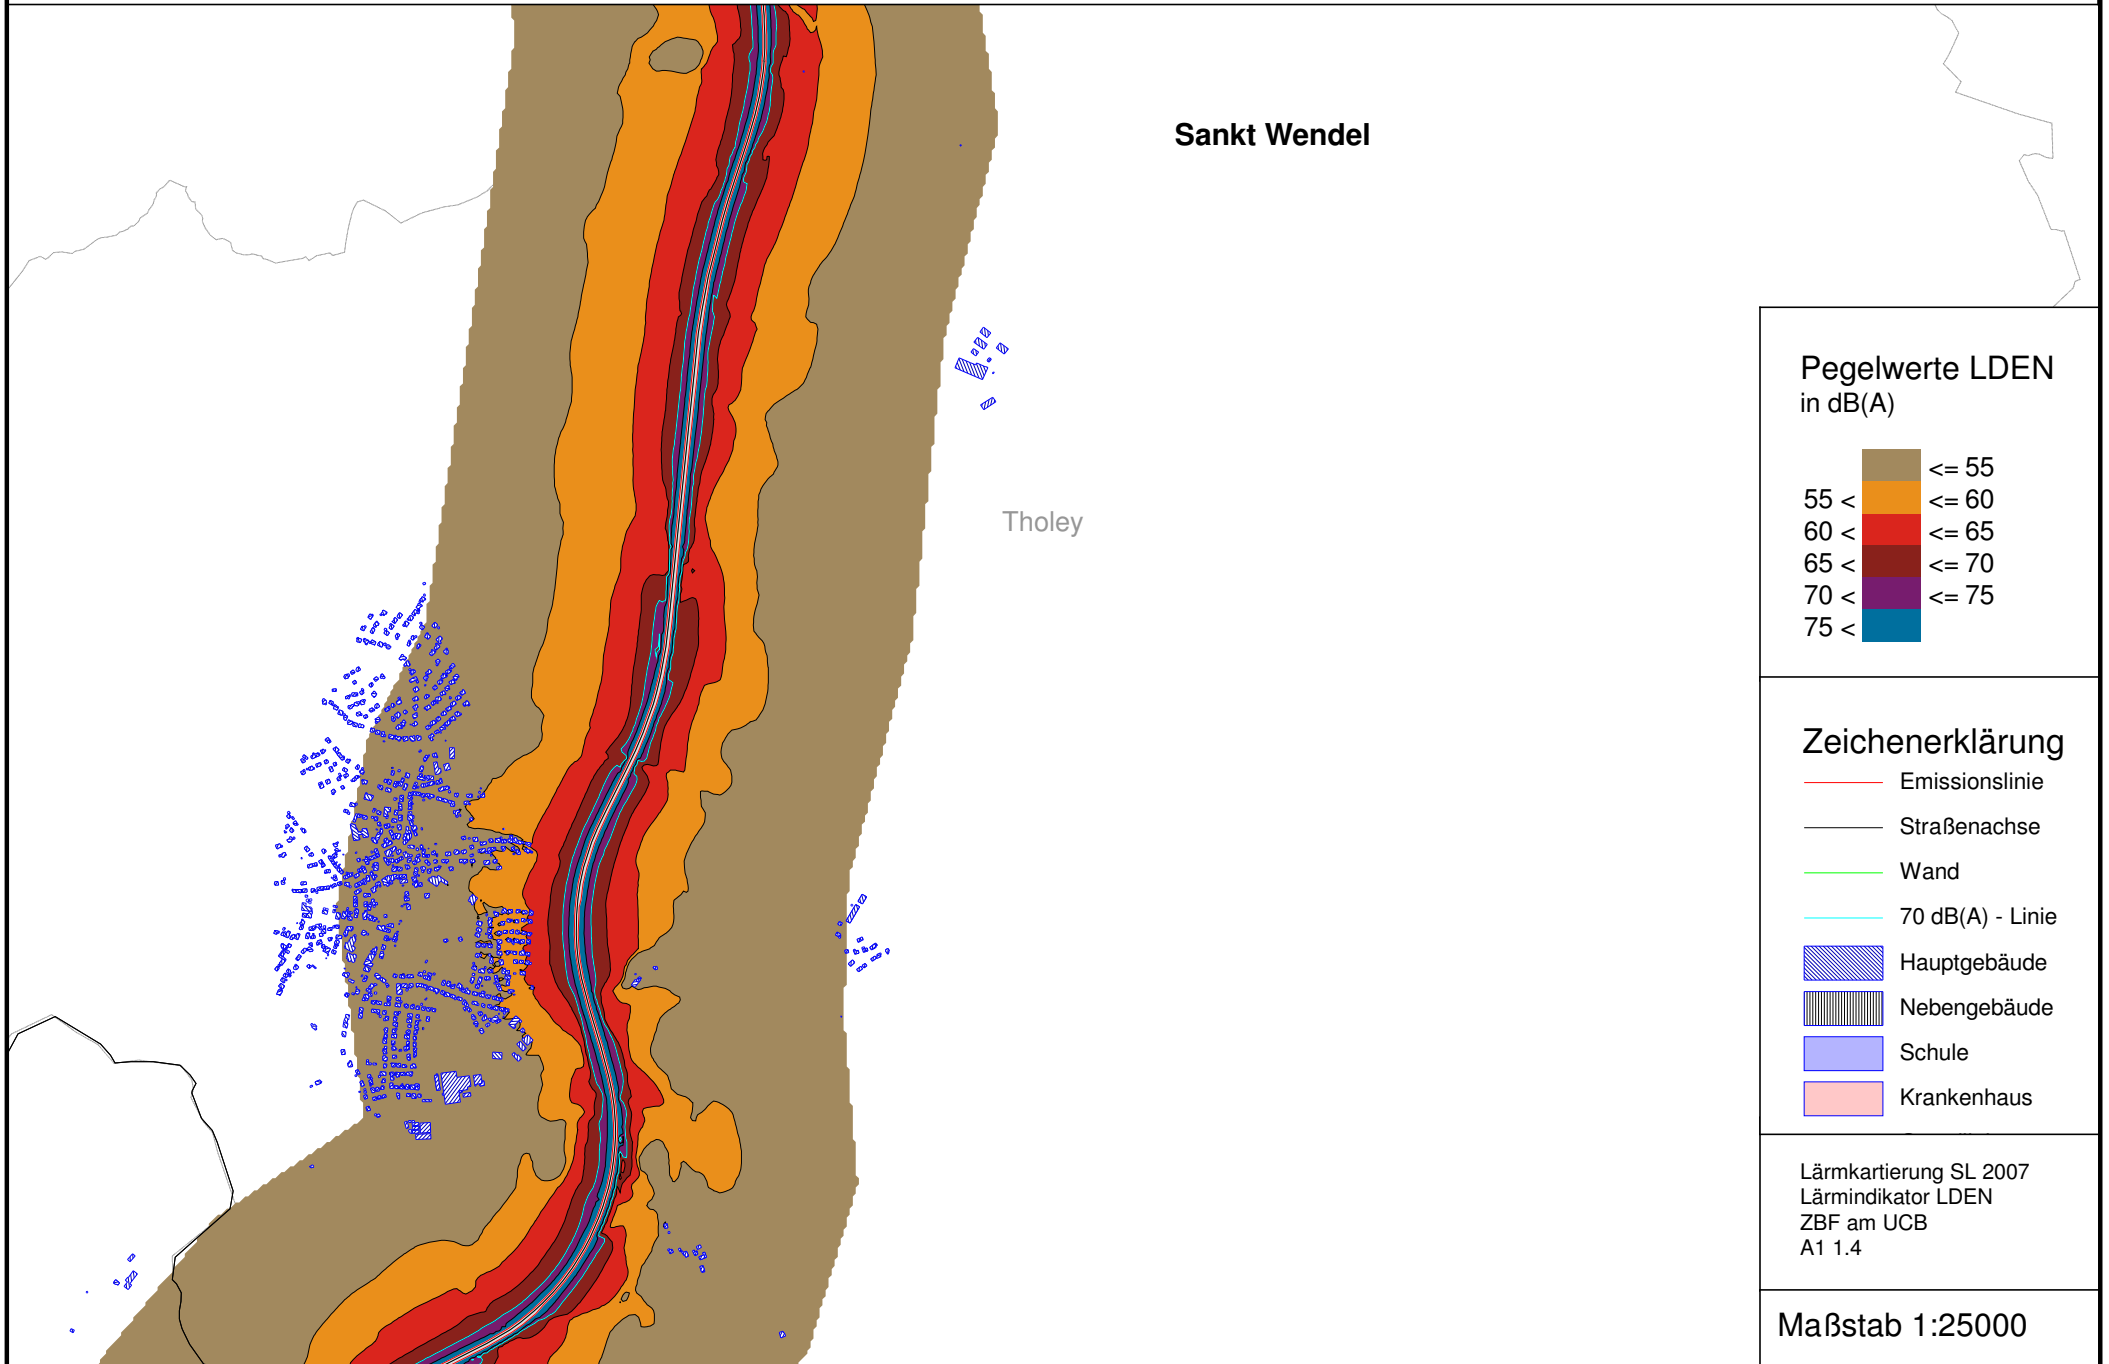 Sankt Wendel
Tholey
Pegelwerte LDEN
in dB(A)
<= 55
55 < <= 60
60 < <= 65
65 < <= 70
70 < <= 75
75 <
Zeichenerklärung
Emissionslinie
Straßenachse
Wand
70 dB(A) - Linie
Hauptgebäude
Nebengebäude
Schule
Krankenhaus
Lärmkartierung SL 2007
Lärmindikator LDEN
ZBF am UCB
A1 1.4
Maßstab 1:25000